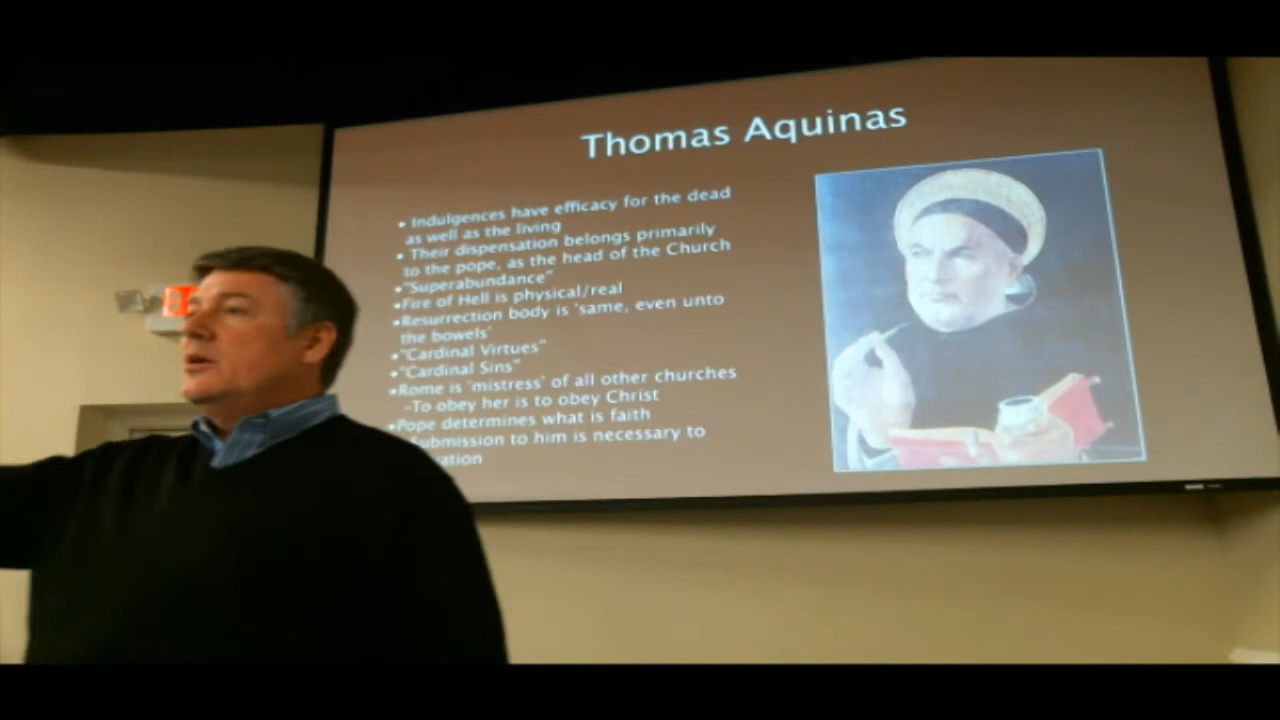 Thomas Aquinas
• Indulgences have efficacy for the dead
as well as the living
• Their dispensation belongs primarily
to the pope, as the head of the Church
•"Superabundance"
•Fire of Hell is physical/real
•Resurrection body is 'same, even unto
the bowels'
•"Cardinal Virtues"
•"Cardinal Sins"
•Rome is 'mistress' of all other churches
-To obey her is to obey Christ
•Pope determines what is faith
Submission to him is necessary to